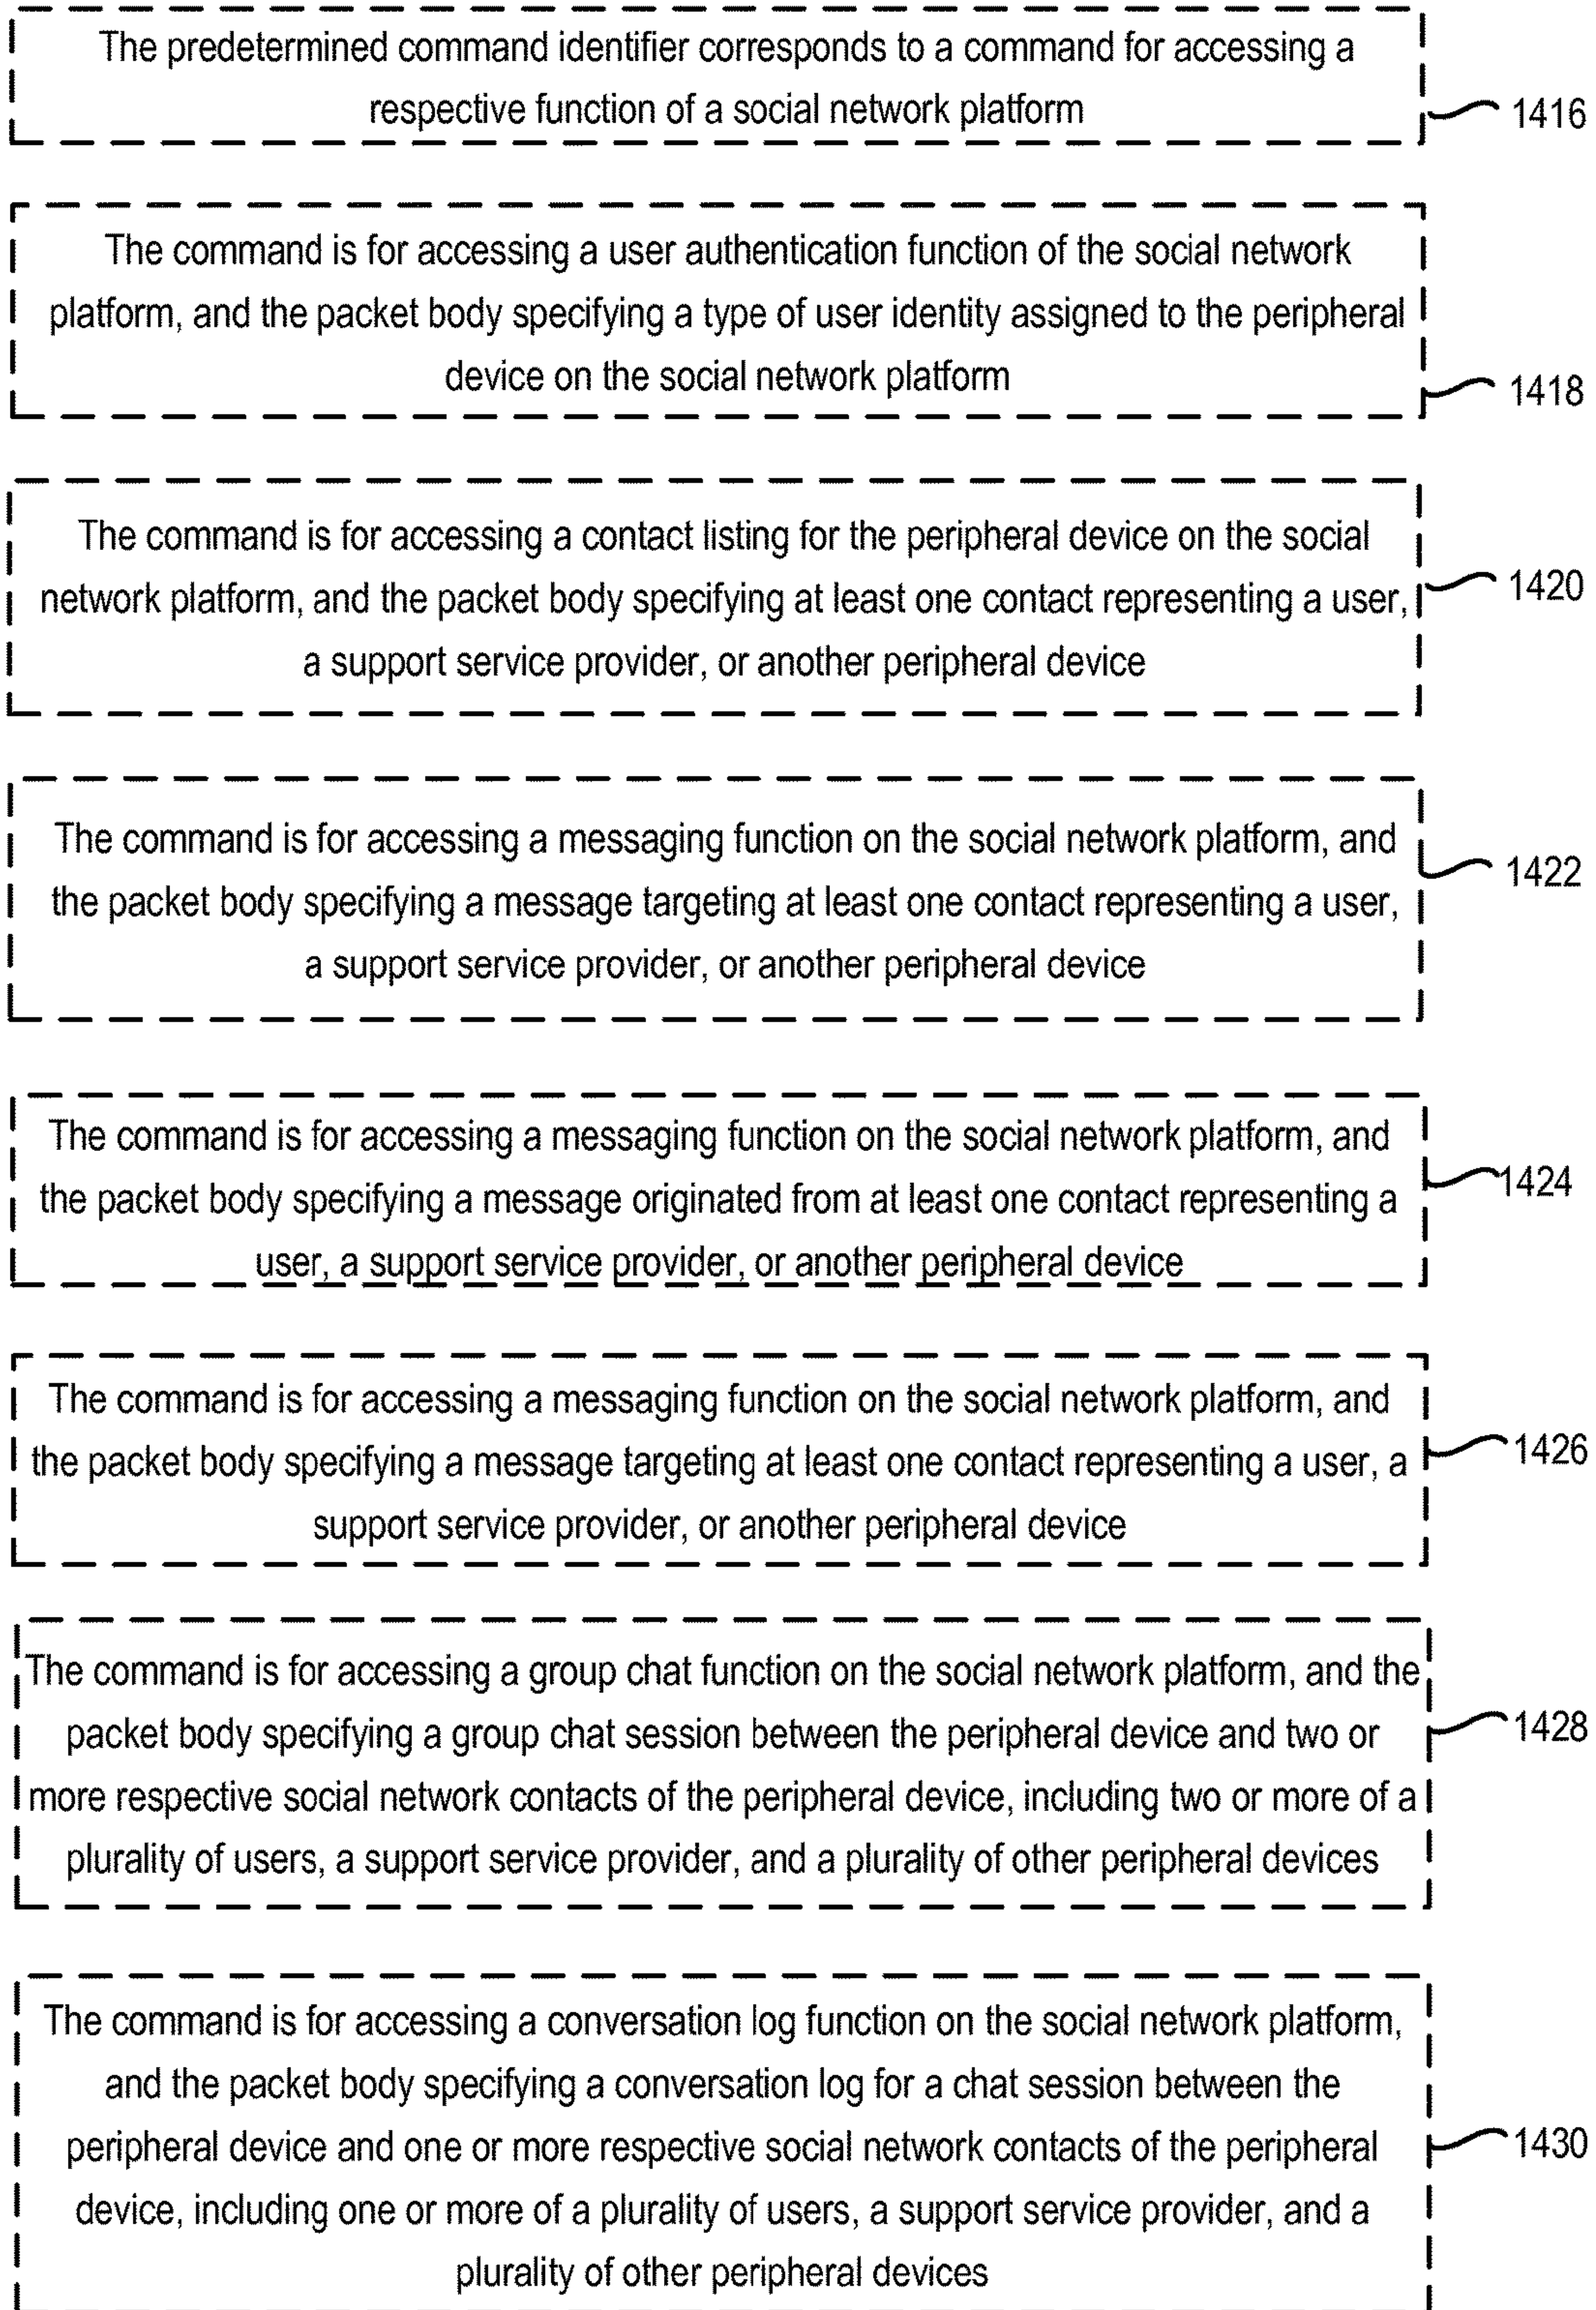 The predetermined command identifier corresponds to a command for accessing a
respective function of a social network platform
1416
The command is for accessing a user authentication function of the social network
platform, and the packet body specifying a type of user identity assigned to the peripheral
device on the social network platform
1418
The command is for accessing a contact listing for the peripheral device on the social
network platform, and the packet body specifying at least one contact representing a user,
a support service provider, or another peripheral device
1420
The command is for accessing a messaging function on the social network platform, and
the packet body specifying a message targeting at least one contact representing a user,
a support service provider, or another peripheral device
1422
The command is for accessing a messaging function on the social network platform, and
the packet body specifying a message originated from at least one contact representing a
user, a support service provider, or another peripheral device
1424
The command is for accessing a messaging function on the social network platform, and
the packet body specifying a message targeting at least one contact representing a user, a
support service provider, or another peripheral device
1426
The command is for accessing a group chat function on the social network platform, and the
packet body specifying a group chat session between the peripheral device and two or
more respective social network contacts of the peripheral device, including two or more of a
plurality of users, a support service provider, and a plurality of other peripheral devices
1428
The command is for accessing a conversation log function on the social network platform,
and the packet body specifying a conversation log for a chat session between the
peripheral device and one or more respective social network contacts of the peripheral
device, including one or more of a plurality of users, a support service provider, and a
plurality of other peripheral devices
1430